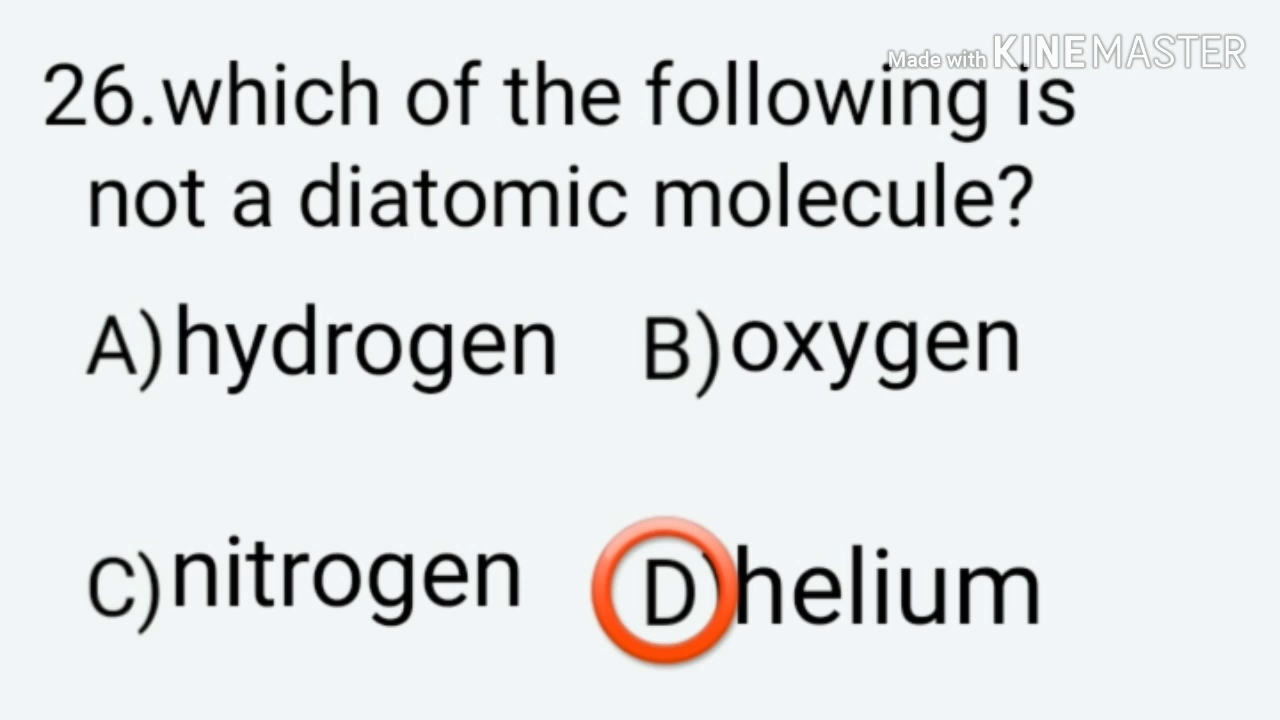 Made with KINEMASTER
26.which of the following is
not a diatomic molecule?
A)hydrogen B)oxygen
C)nitrogen D)helium